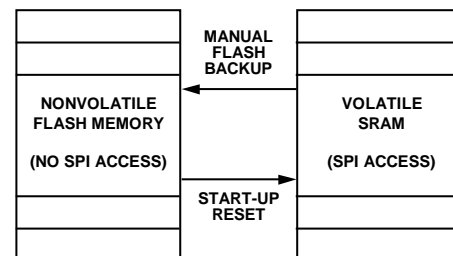 MANUAL
FLASH
BACKUP
NONVOLATILE
FLASH MEMORY
(NO SPI ACCESS)
VOLATILE
SRAM
(SPI ACCESS)
START-UP
RESET